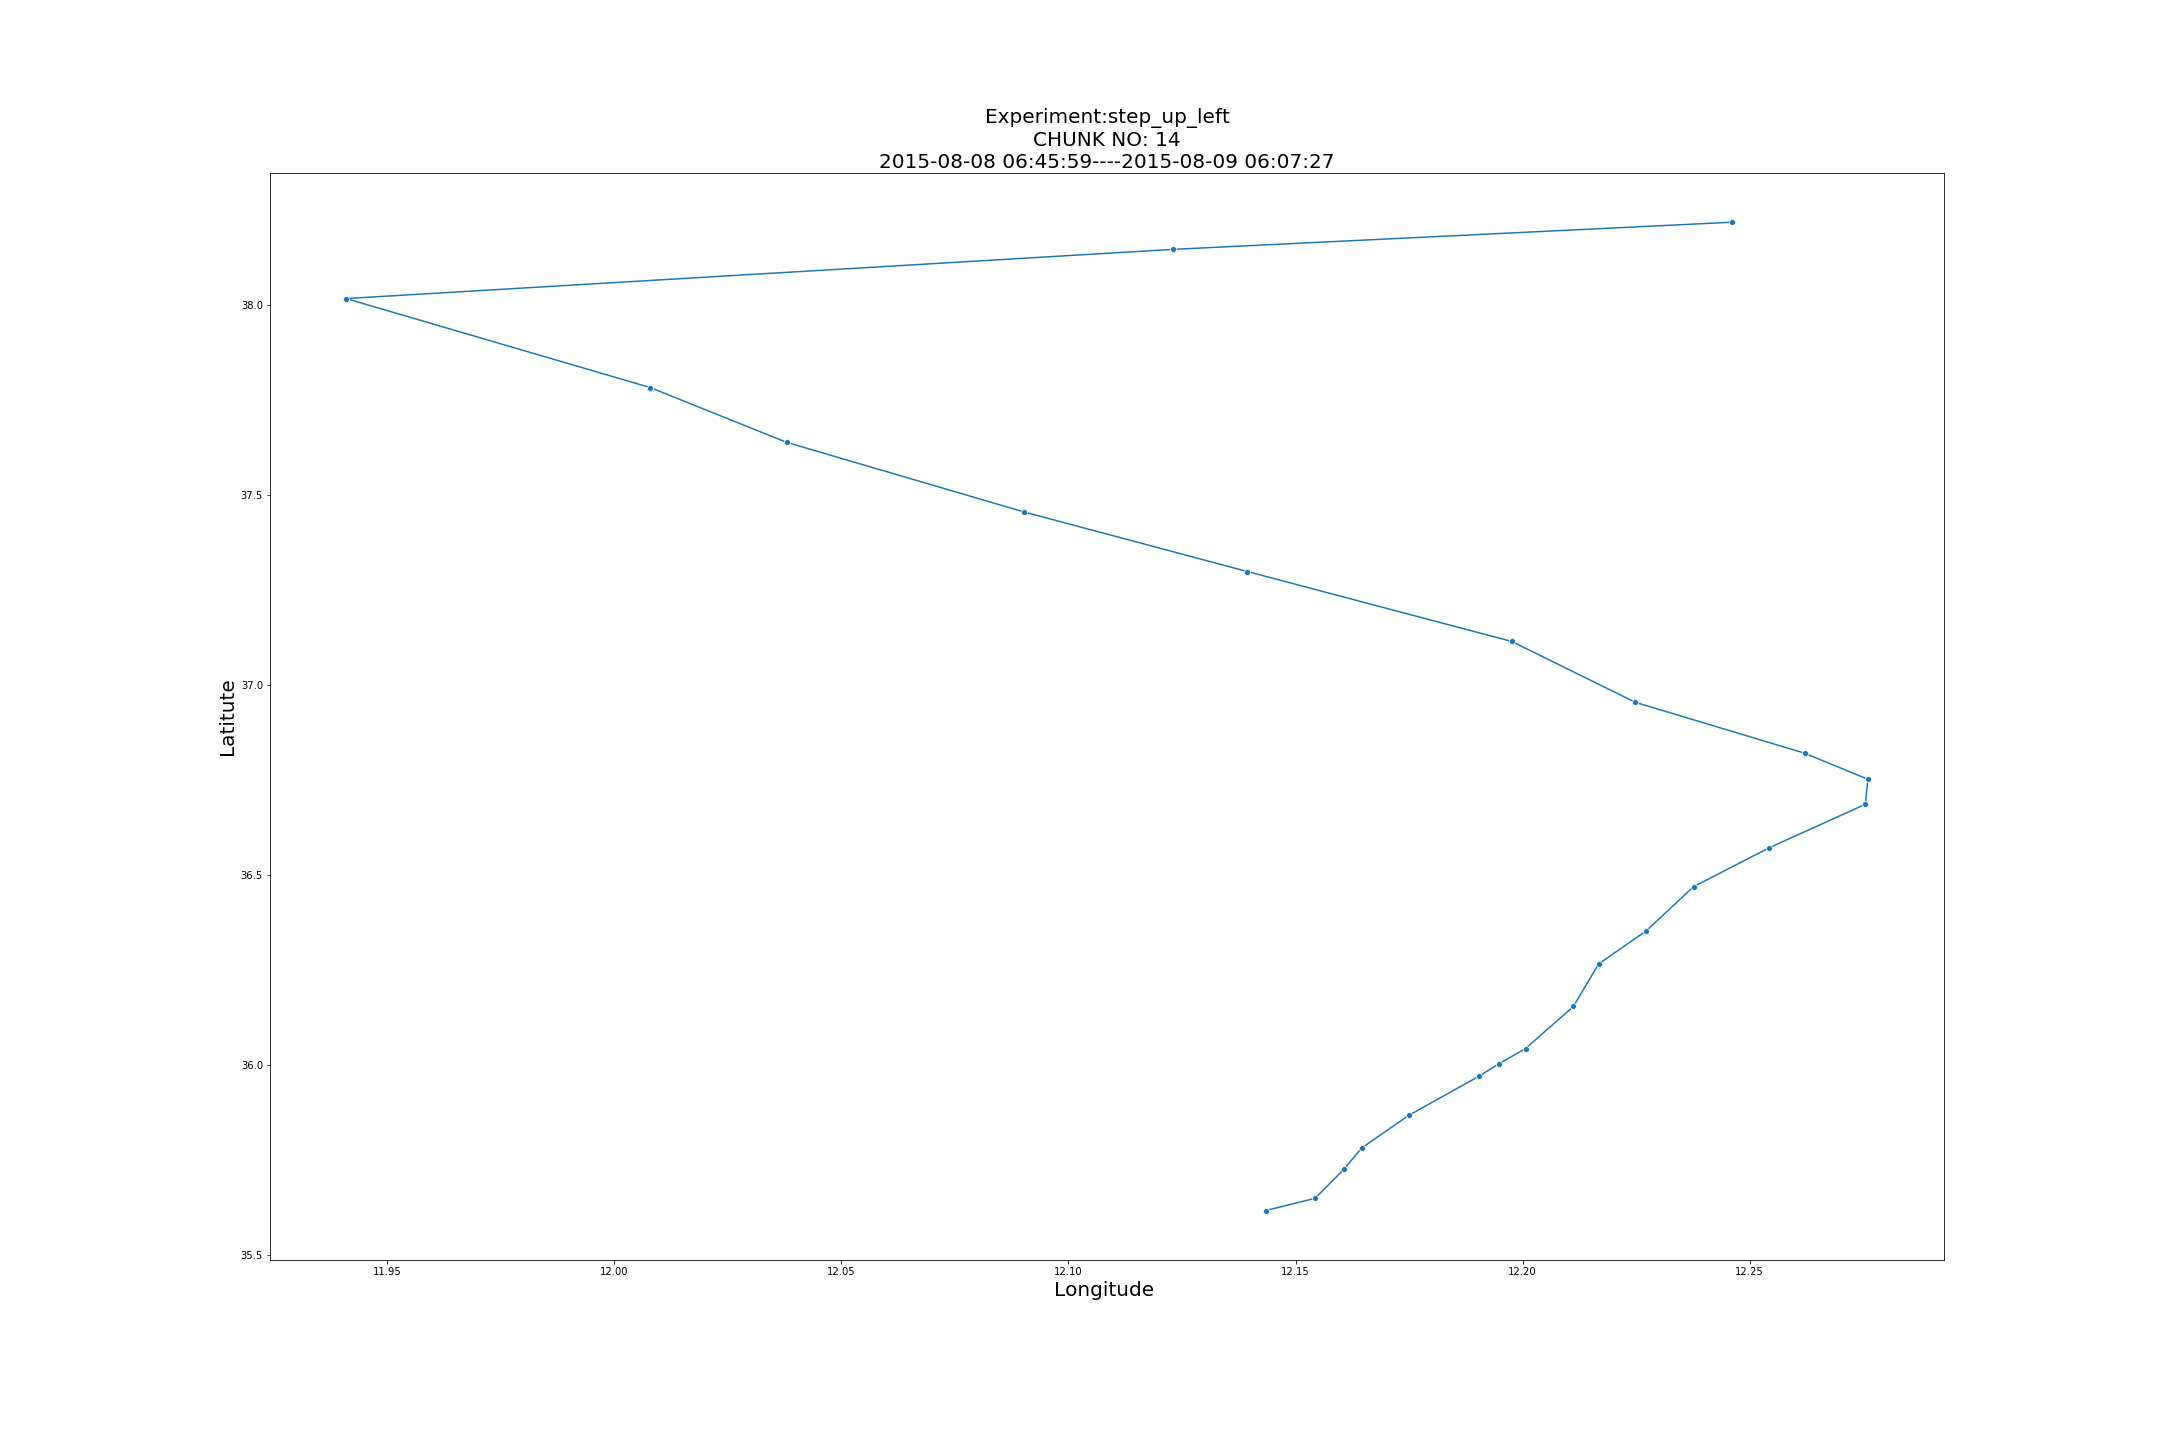 Experiment:step_up_left
CHUNK NO: 14
2015-08-08 06:45:59----2015-08-09 06:07:27
38.0
37.5
37.0
36.5
36.0
35.5
Latitute
11.95 12.00 12.05 12.10 12.15 12.20 12.25
Longitude